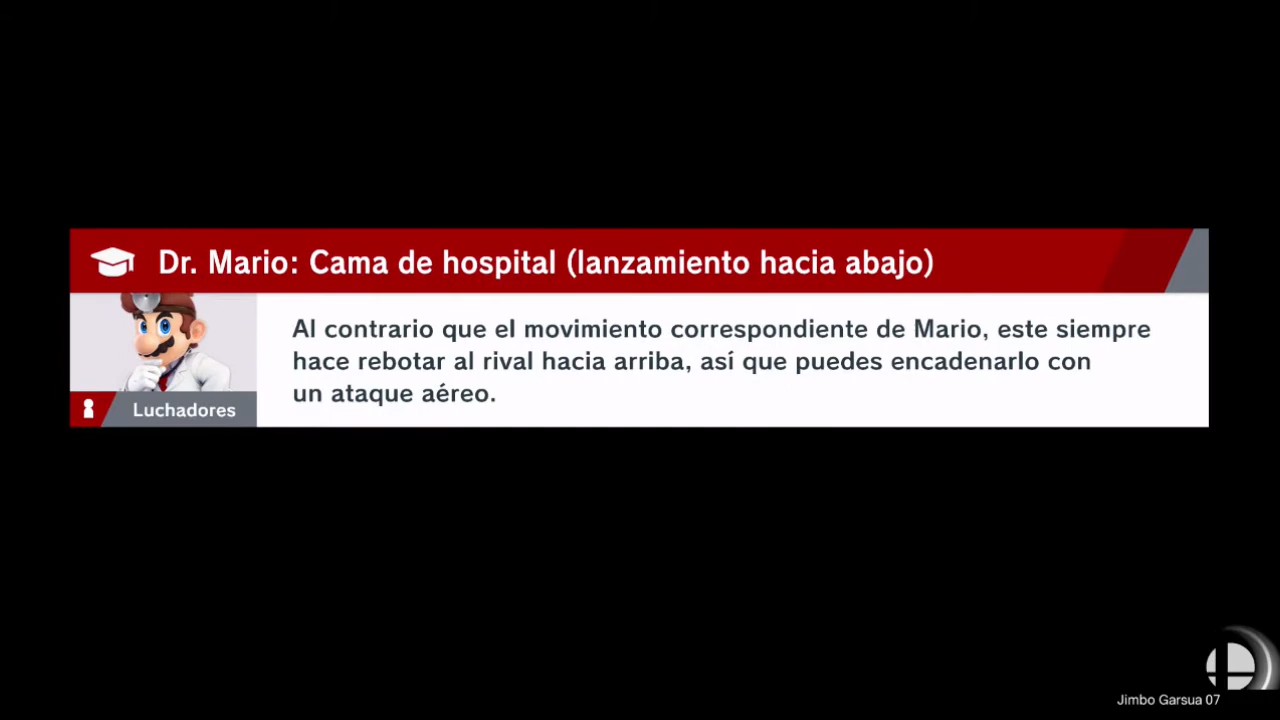 Dr. Mario: Cama de hospital (lanzamiento hacia abajo)
Al contrario que el movimiento correspondiente de Mario, este siempre
hace rebotar al rival hacia arriba, así que puedes encadenarlo con
un ataque aéreo.
Luchadores
Jimbo Garsua 07